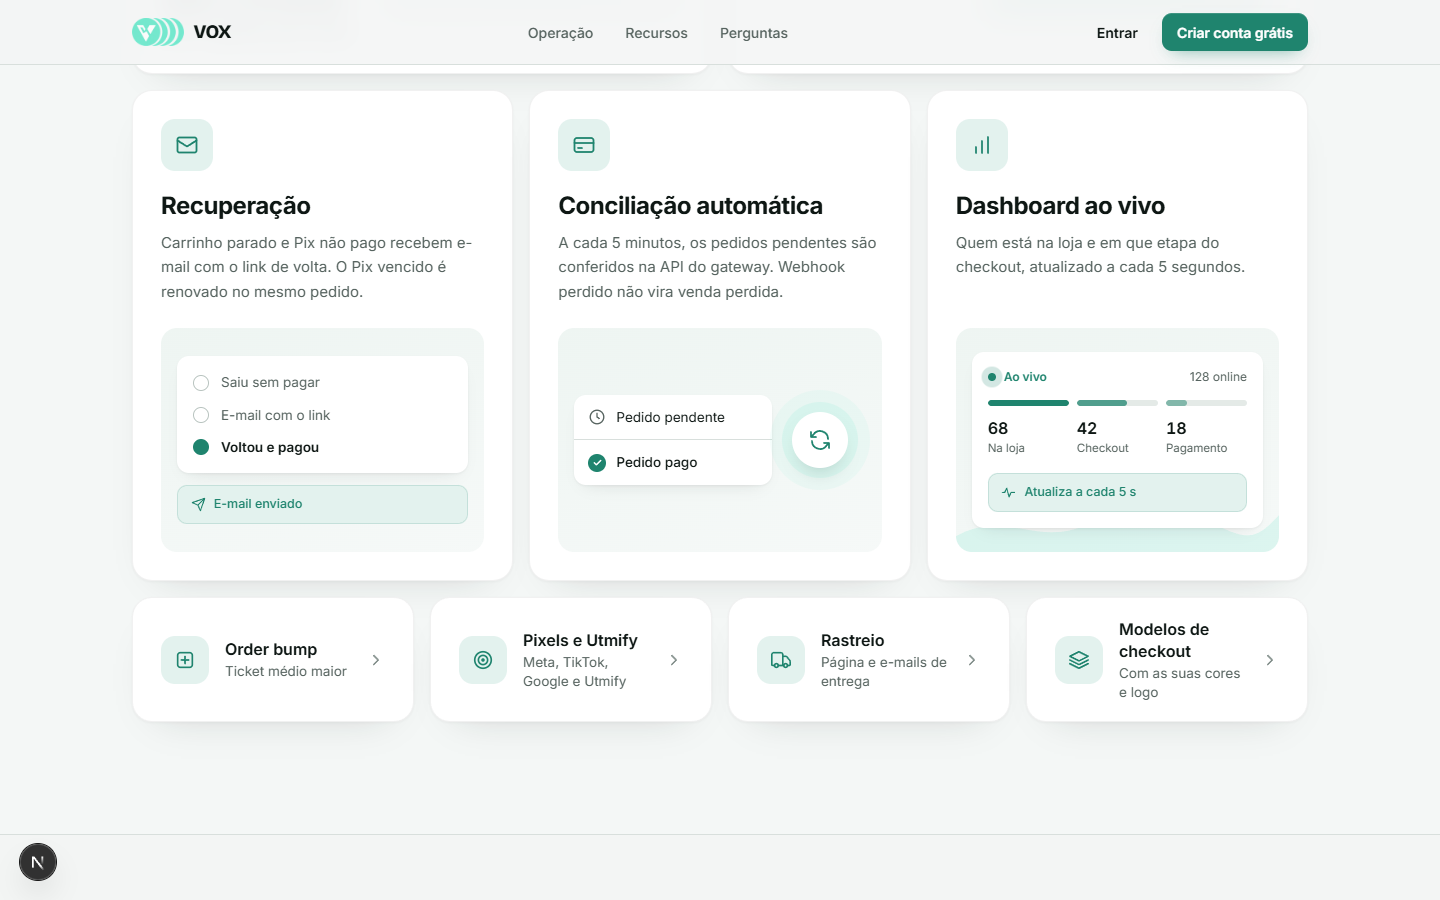 VOX
Operação
Recursos
Perguntas
Entrar
Criar conta grátis
Recuperação
Carrinho parado e Pix não pago recebem e-
mail com o link de volta. O Pix vencido é
renovado no mesmo pedido.
Saiu sem pagar
E-mail com o link
Voltou e pagou
E-mail enviado
Conciliação automática
A cada 5 minutos, os pedidos pendentes são
conferidos na API do gateway. Webhook
perdido não vira venda perdida.
Pedido pendente
Pedido pago
Dashboard ao vivo
Quem está na loja e em que etapa do
checkout, atualizado a cada 5 segundos.
Ao vivo
128 online
68
Na loja
42
Checkout
18
Pagamento
Atualiza a cada 5 s
Order bump
Ticket médio maior
Pixels e Utmify
Meta, TikTok,
Google e Utmify
Rastreio
Página e e-mails de
entrega
Modelos de
checkout
Com as suas cores
e logo